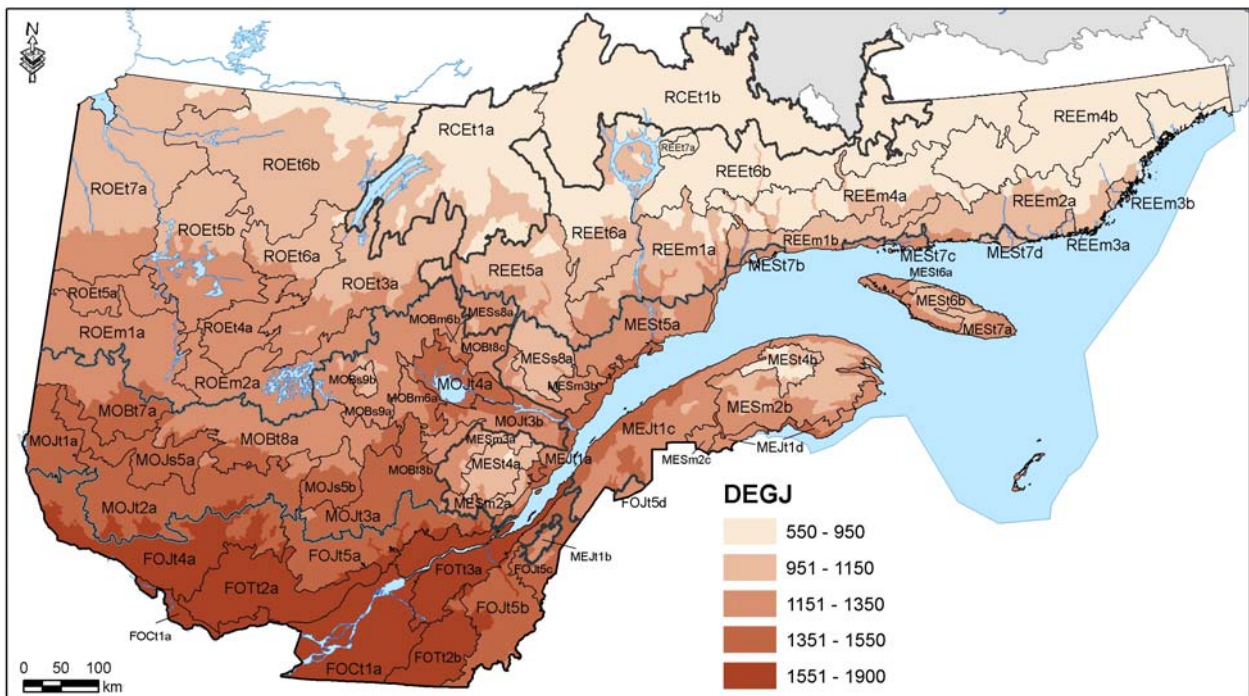 N
RCEt1b
REEm4b
RCEt1a
REEt7a
ROEt6b
REEt6b
ROEt7a
REEm4a
REEm2a
REEm3b
ROEt5b
REEt6a
REEm1a
REEm1b
REEm3a
ROEt6a
MESt7c
MESt7d
MESt7b
REEt5a
MESt6a
ROEt3a
ROEt5a
MESt6b
MOBm6b
MESs8a
MESt5a
MESt7a
ROEm1a
ROEt4a
MOBt8c
MESs8a
MESt4b
ROEm2a
MOBs9b
MOJt4a
MESm3b
MOBm6a
MESm2b
MOBt7a
MOBs9a
MOJt3b
MEJt1c
MOJt1a
MOBt8a
MESm3a
MEJt1d
MOJs5a
MOBt8b
MESt4a
MEJt1a
MESm2c
MOJt2a
MOJs5b
MESm2a
FOJt5d
MOJt3a
FOJt4a
FOJt5a
MEJt1b
FOTt2a
FOTt3a
FOJt5c
FOJt5b
FOCt1a
FOCt1a
FOTt2b
DEGJ
550 - 950
951 - 1150
1151 - 1350
1351 - 1550
1551 - 1900
0 50 100
km